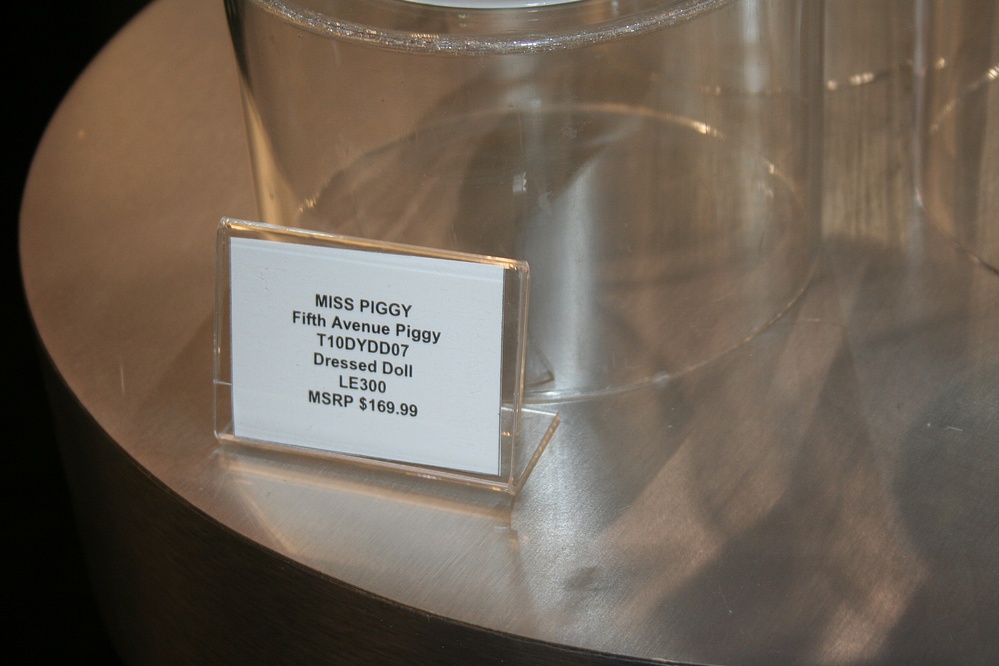 MISS PIGGY
Fifth Avenue Piggy
T10DYDD07
Dressed Doll
LE300
MSRP $169.99